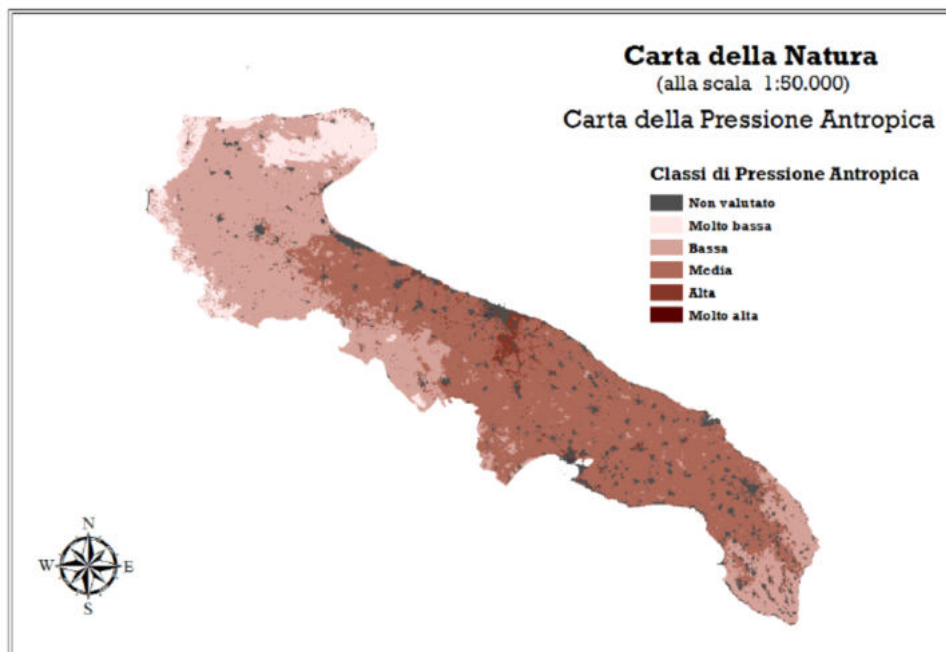 Carta della Natura
(alla scala 1:50.000)
Carta della Pressione Antropica
Classi di Pressione Antropica
Non valutato
Molto bassa
Bassa
Media
Alta
Molto alta
N
W E
S